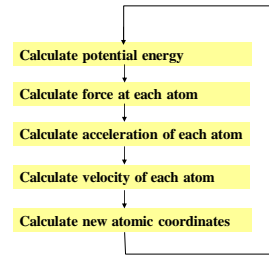 Calculate potential energy
Calculate force at each atom
Calculate acceleration of each atom
Calculate velocity of each atom
Calculate new atomic coordinates